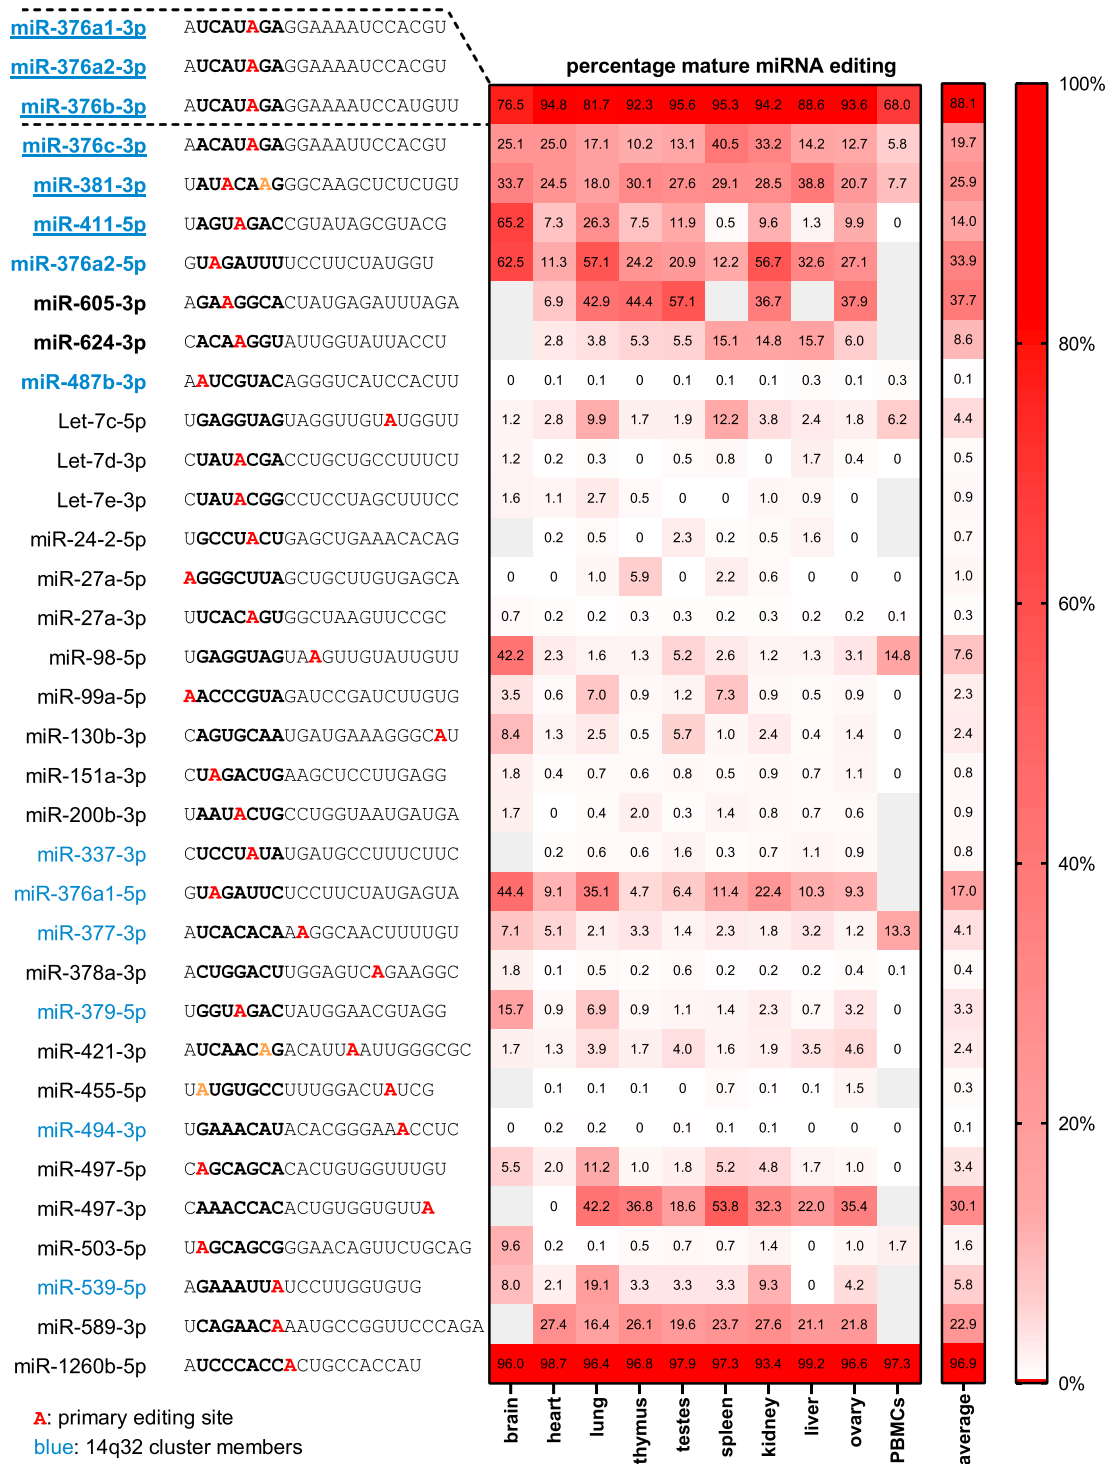 miR-376a1-3p AUCAUAGAGGAAAAUCCACGU
miR-376a2-3p AUCAUAGAGGAAAAUCCACGU
percentage mature miRNA editing
100%
miR-376b-3p AUCAUAGAGGAAAAUCCAUGUU 76.5 94.8 81.7 92.3 95.6 95.3 94.2 88.6 93.6 68.0 88.1
miR-376c-3p AACAUAGAGGAAAUUCCACGU 25.1 25.0 17.1 10.2 13.1 40.5 33.2 14.2 12.7 5.8 19.7
miR-381-3p UAUACAAGGGCAAGCUCUCUGU 33.7 24.5 18.0 30.1 27.6 29.1 28.5 38.8 20.7 7.7 25.9
miR-411-5p UAGUAGACCGUAUAGCGUACG 65.2 7.3 26.3 7.5 11.9 0.5 9.6 1.3 9.9 0 14.0
miR-376a2-5p GUAGAUUUUCCUUCUAUGGU 62.5 11.3 57.1 24.2 20.9 12.2 56.7 32.6 27.1 33.9
miR-605-3p AGAAGGCACUAUGAGAUUUAGA 6.9 42.9 44.4 57.1 36.7 37.9 37.7
miR-624-3p CACAAGGUAUUGGUAUUACCU 2.8 3.8 5.3 5.5 15.1 14.8 15.7 6.0 8.6
80%
miR-487b-3p AAUCGUACAGGGUCAUCCACUU 0 0.1 0.1 0 0.1 0.1 0.1 0.3 0.1 0.3 0.1
Let-7c-5p UGAGGUAGUAGGUUGUAUGGUU 1.2 2.8 9.9 1.7 1.9 12.2 3.8 2.4 1.8 6.2 4.4
Let-7d-3p CUAUACGACCUGCUGCCUUUCU 1.2 0.2 0.3 0 0.5 0.8 0 1.7 0.4 0 0.5
Let-7e-3p CUAUACGGCCUCCUAGCUUUCC 1.6 1.1 2.7 0.5 0 0 1.0 0.9 0 0.9
miR-24-2-5p UGCCUACUGAGCUGAAACACAG 0.2 0.5 0 2.3 0.2 0.5 1.6 0 0.7
miR-27a-5p AGGGCUUAGCUGCUUGUGAGCA 0 0 1.0 5.9 0 2.2 0.6 0 0 0 1.0
60%
miR-27a-3p UUCACAGUGGCUAAGUUCCGC 0.7 0.2 0.2 0.3 0.3 0.2 0.3 0.2 0.2 0.1 0.3
miR-98-5p UGAGGUAGUAAGUUGUAUUGUU 42.2 2.3 1.6 1.3 5.2 2.6 1.2 1.3 3.1 14.8 7.6
miR-99a-5p AACCCGUAGAUCCGAUCUUGUG 3.5 0.6 7.0 0.9 1.2 7.3 0.9 0.5 0.9 0 2.3
miR-130b-3p CAGUGCAAUGAUGAAAGGGCAU 8.4 1.3 2.5 0.5 5.7 1.0 2.4 0.4 1.4 0 2.4
miR-151a-3p CUAGACUGAAGCUCCUUGAGG 1.8 0.4 0.7 0.6 0.8 0.5 0.9 0.7 1.1 0 0.8
miR-200b-3p UAAUACUGCCUGGUAAUGAUGA 1.7 0 0.4 2.0 0.3 1.4 0.8 0.7 0.6 0.9
miR-337-3p CUCCUAUAUGAUGCCUUUCUUC 0.2 0.6 0.6 1.6 0.3 0.7 1.1 0.9 0.8
40%
miR-376a1-5p GUAGAUUCUCCUUCUAUGAGUA 44.4 9.1 35.1 4.7 6.4 11.4 22.4 10.3 9.3 17.0
miR-377-3p AUCACACAAAGGCAACUUUUGU 7.1 5.1 2.1 3.3 1.4 2.3 1.8 3.2 1.2 13.3 4.1
miR-378a-3p ACUGGACUUGGAGUCAGAAGGC 1.8 0.1 0.5 0.2 0.6 0.2 0.2 0.2 0.4 0.1 0.4
miR-379-5p UGGUAGACUAUGGAACGUAGG 15.7 0.9 6.9 0.9 1.1 1.4 2.3 0.7 3.2 0 3.3
miR-421-3p AUCAACAGACAUUAAUUGGGCGC 1.7 1.3 3.9 1.7 4.0 1.6 1.9 3.5 4.6 0 2.4
miR-455-5p UAUGUGCCUUUGGACUAUCG 0.1 0.1 0 0.7 0.1 0.1 1.5 0.3
20%
miR-494-3p UGAAACAUACACGGGAAACCUC 0 0.2 0.2 0 0.1 0.1 0.1 0 0 0 0.1
miR-497-5p CAGCAGCACACUGUGGUUUGU 5.5 2.0 11.2 1.0 1.8 5.2 4.8 1.7 1.0 0 3.4
miR-497-3p CAAACCACACUGUGGUGUUA 0 42.2 36.8 18.6 53.8 32.3 22.0 35.4 30.1
miR-503-5p UAGCAGCGGGAACAGUUCUGCAG 9.6 0.2 0.1 0.5 0.7 0.7 1.4 0 1.0 1.7 1.6
miR-539-5p AGAAAUUAUCCUUGGUGUG 8.0 2.1 19.1 3.3 3.3 3.3 9.3 0 4.2 5.8
miR-589-3p UCAGAACAAAUGCCGGUUCCCAGA 27.4 16.4 26.1 19.6 23.7 27.6 21.1 21.8 22.9
miR-1260b-5p AUCCCACCACUGCCACCAU 96.0 98.7 96.4 96.8 97.9 97.3 93.4 99.2 96.6 97.3 96.9
0%
brain heart lung thymus testes spleen kidney liver ovary PBMCs average
A: primary editing site
blue: 14q32 cluster members